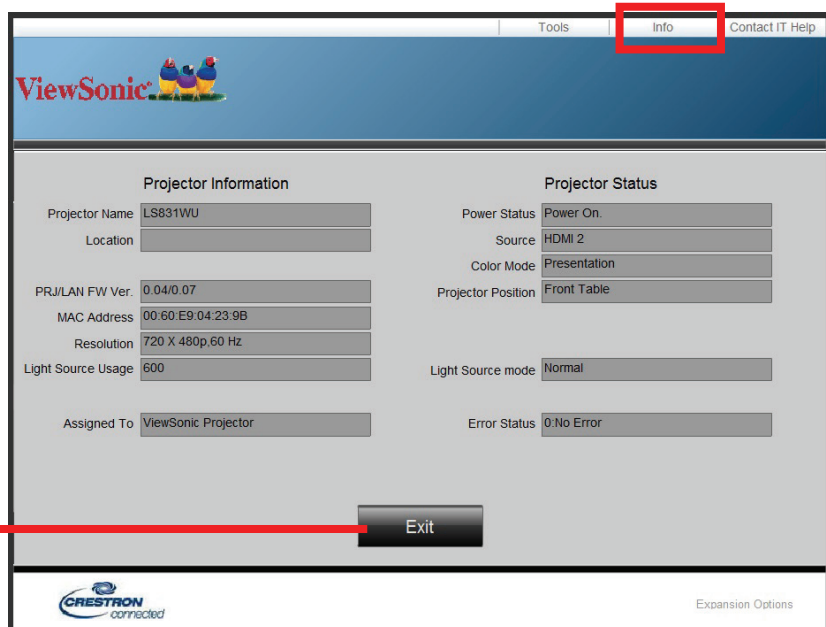 Tools Info Contact IT Help
ViewSonic®
Projector Information
Projector Name LS831WU
Location
PRJ/LAN FW Ver. 0.04/0.07
MAC Address 00:60:E9:04:23:9B
Resolution 720 X 480p,60 Hz
Light Source Usage 600
Assigned To ViewSonic Projector
Projector Status
Power Status Power On.
Source HDMI 2
Color Mode Presentation
Projector Position Front Table
Light Source mode Normal
Error Status 0:No Error
Exit
CRESTRON
connected
Expansion Options